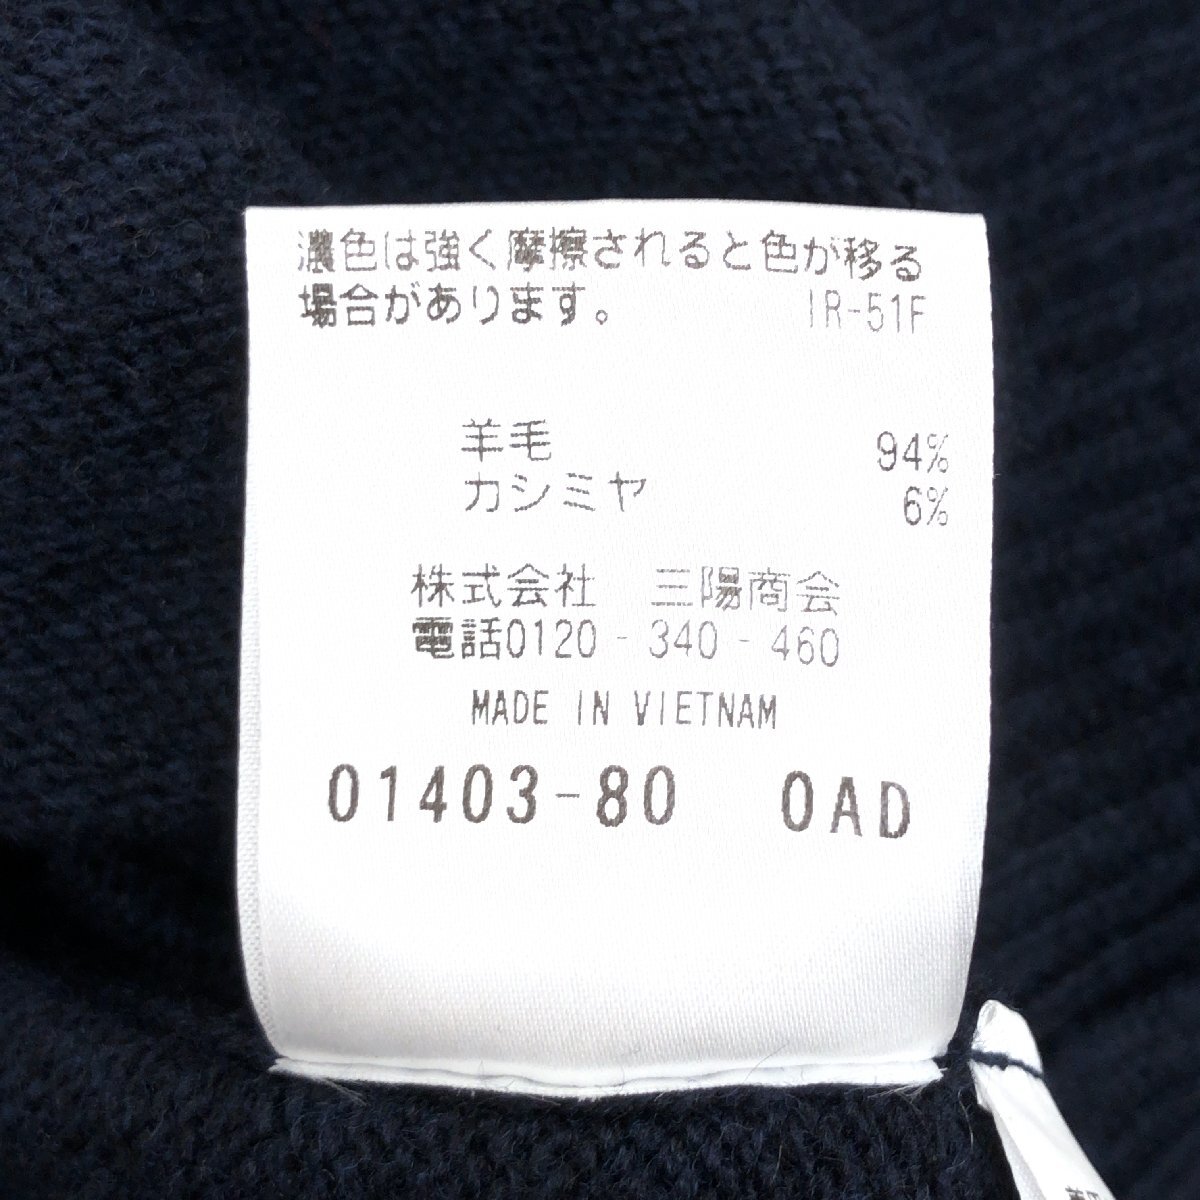 濃色は強く摩擦されると色が移る
場合があります。 IR-51F
羊毛 94%
カシミヤ 6%
株式会社 三陽商会
電話0120-340-460
MADE IN VIETNAM
01403-80 0AD